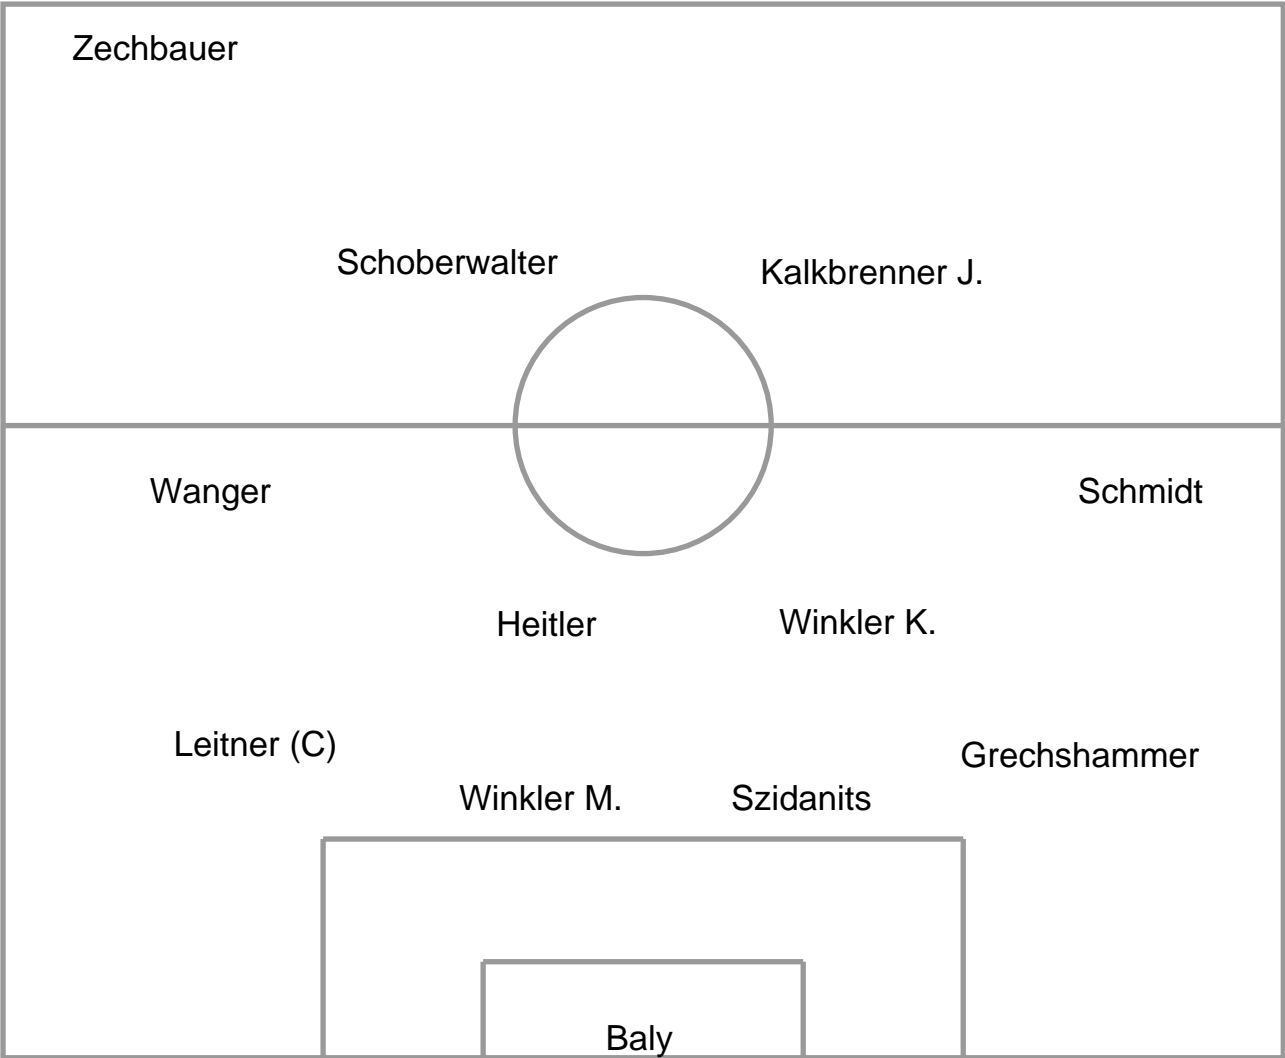 Zechbauer
Schoberwalter
Kalkbrenner J.
Wanger
Schmidt
Heitler
Winkler K.
Leitner (C)
Grechshammer
Winkler M.
Szidanits
Baly